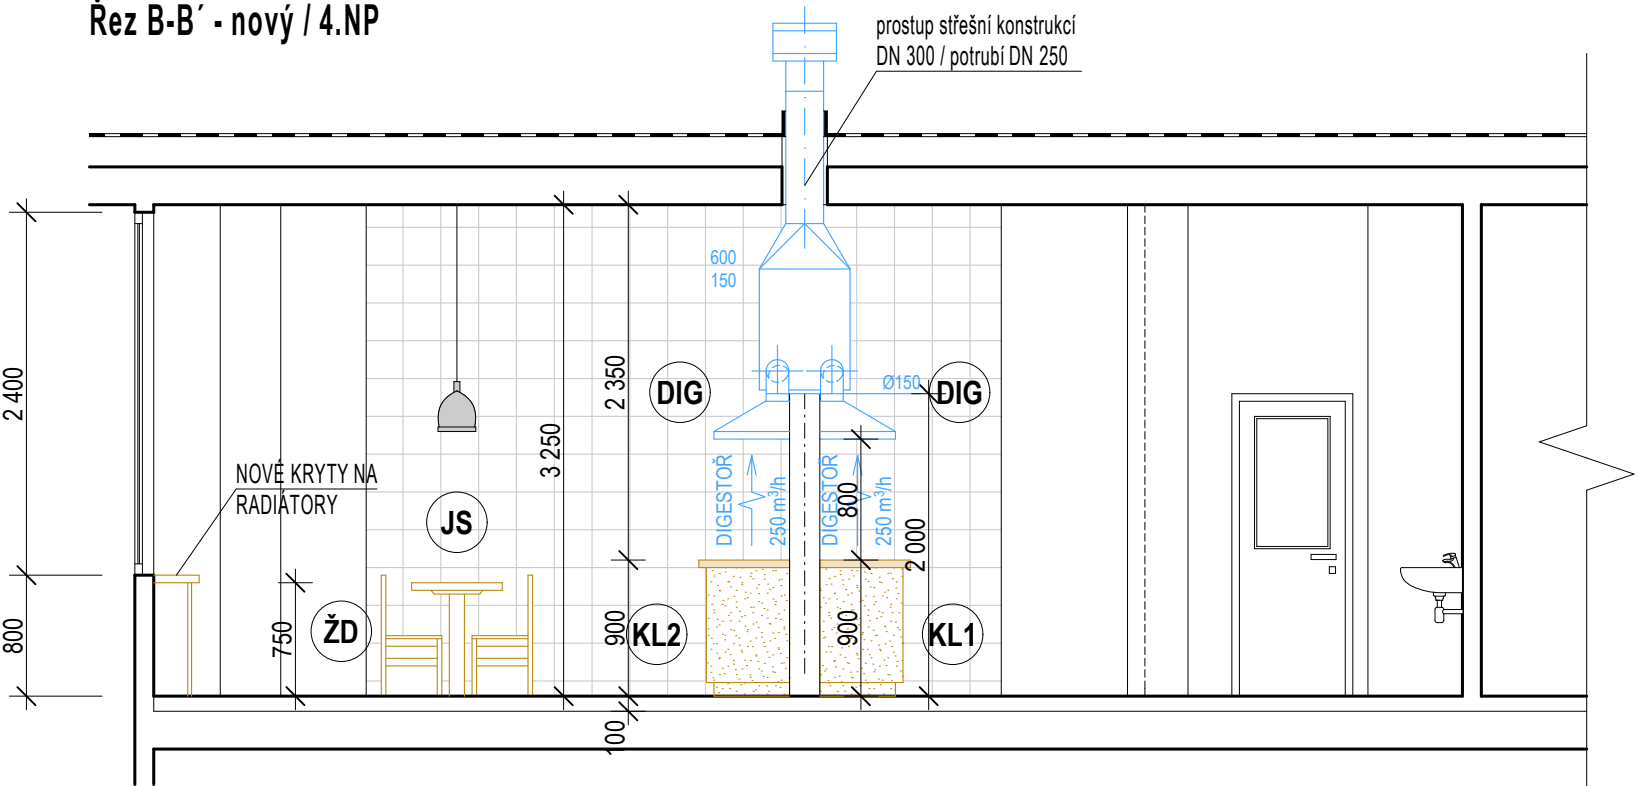 Řez B-B´ - nový / 4.NP
prostup střešní konstrukcí
DN 300 / potrubí DN 250
600
150
2 400
2 350
DIG
Ø150
DIG
3 250
NOVÉ KRYTY NA
RADIÁTORY
JS
DIGESTOŘ
250 m³/h
DIGESTOŘ
800
250 m³/h
2 000
800
750
ŽD
900
KL2
900
KL1
100